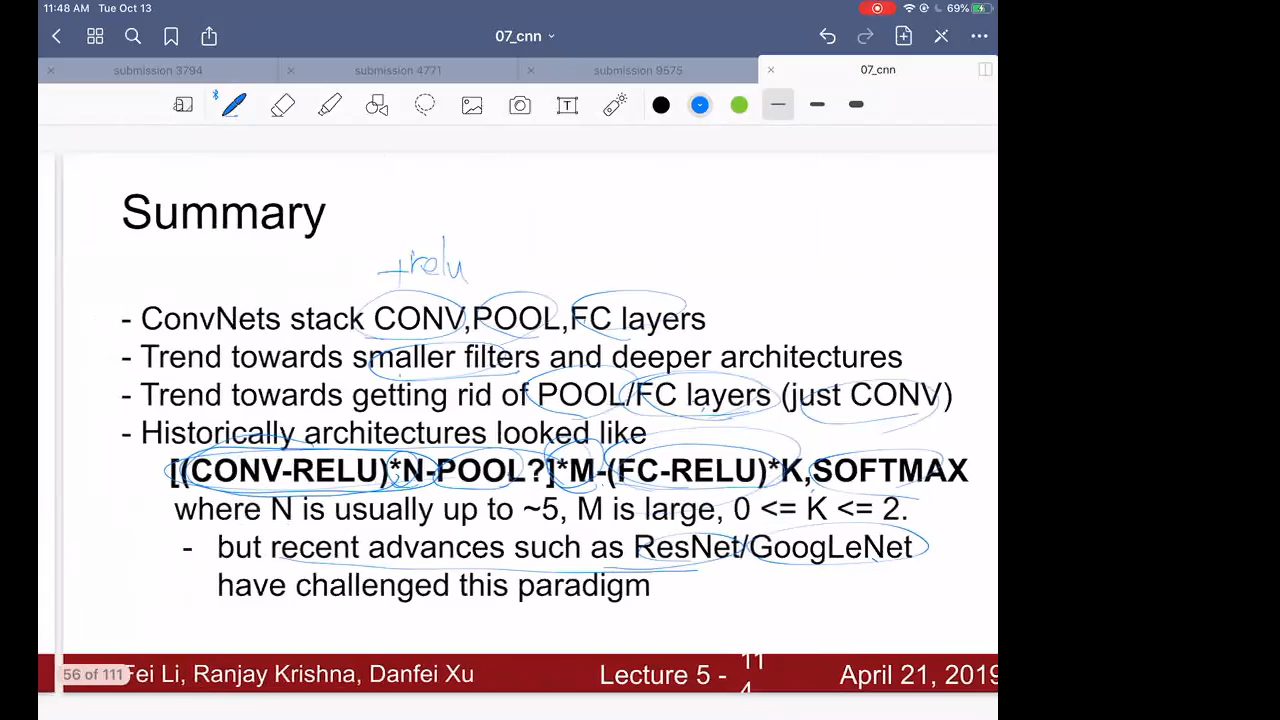 11:48 AM Tue Oct 13
69%
07_cnn
submission 3794
submission 4771
submission 9575
07_cnn
T
Summary
+relu
- ConvNets stack CONV,POOL,FC layers
- Trend towards smaller filters and deeper architectures
- Trend towards getting rid of POOL/FC layers (just CONV)
- Historically architectures looked like
[(CONV-RELU)*N-POOL?]*M-(FC-RELU)*K,SOFTMAX
where N is usually up to ~5, M is large, 0 <= K <= 2.
- but recent advances such as ResNet/GoogLeNet
have challenged this paradigm
56 of 111
Fei Li, Ranjay Krishna, Danfei Xu
Lecture 5 - 11
4
April 21, 2019